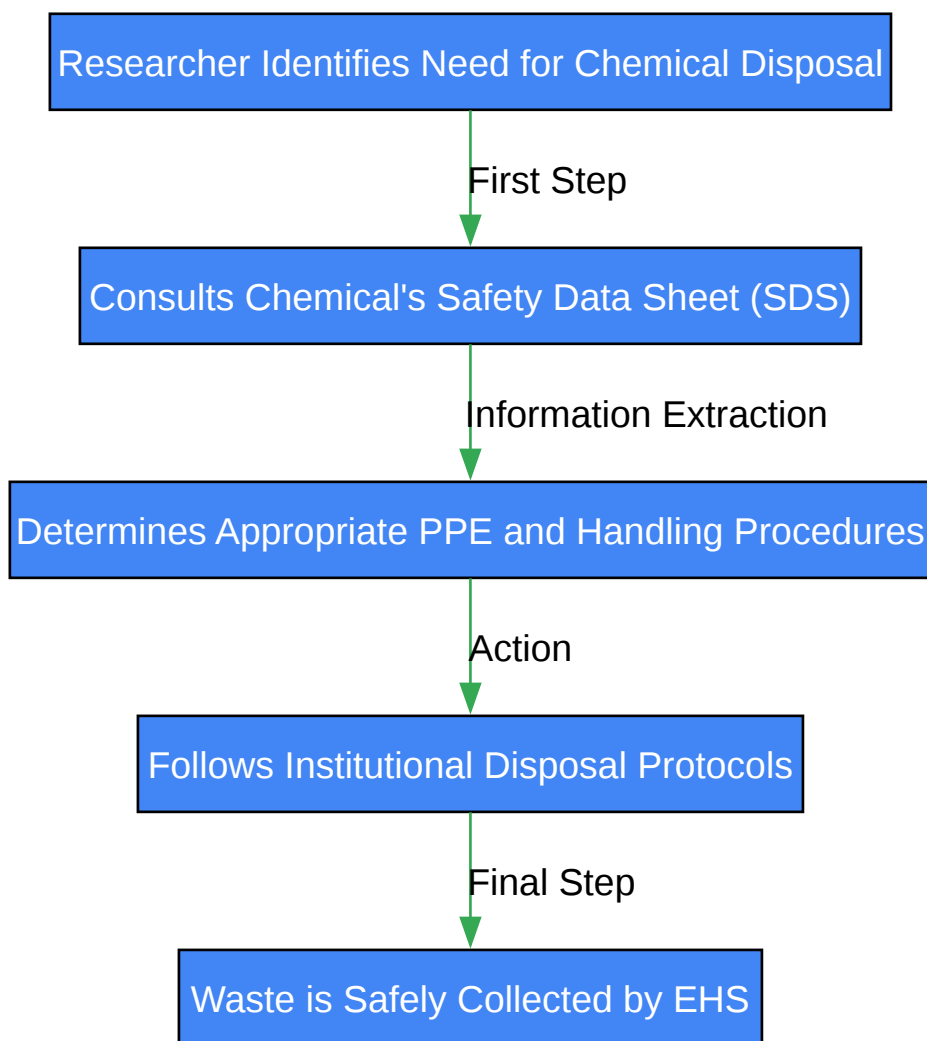 Researcher Identifies Need for Chemical Disposal
First Step
Consults Chemical's Safety Data Sheet (SDS)
Information Extraction
Determines Appropriate PPE and Handling Procedures
Action
Follows Institutional Disposal Protocols
Final Step
Waste is Safely Collected by EHS